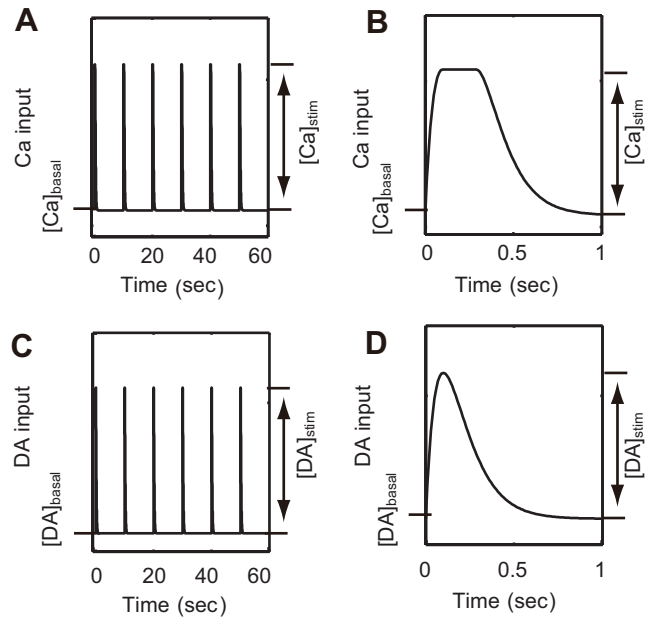 A
Ca input
[Ca]basal
[Ca]stim
0 20 40 60
Time (sec)
B
Ca input
[Ca]basal
[Ca]stim
0 0.5 1
Time (sec)
C
DA input
[DA]basal
[DA]stim
0 20 40 60
Time (sec)
D
DA input
[DA]basal
[DA]stim
0 0.5 1
Time (sec)